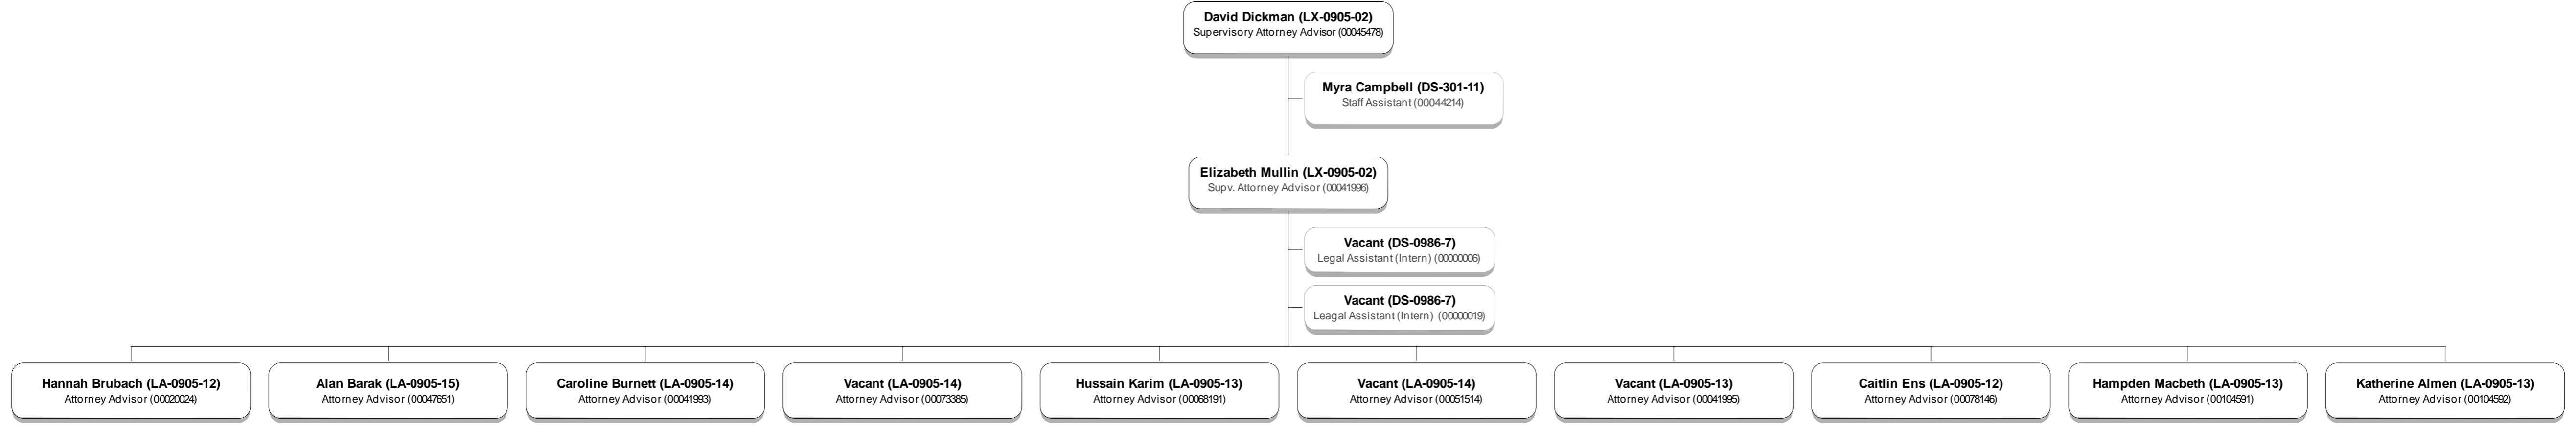 David Dickman (LX-0905-02)
Supervisory Attorney Advisor (00045478)
Myra Campbell (DS-301-11)
Staff Assistant (00044214)
Elizabeth Mullin (LX-0905-02)
Supv. Attorney Advisor (00041996)
Vacant (DS-0986-7)
Legal Assistant (Intern) (00000006)
Vacant (DS-0986-7)
Leagal Assistant (Intern) (00000019)
Hannah Brubach (LA-0905-12)
Attorney Advisor (00020024)
Alan Barak (LA-0905-15)
Attorney Advisor (00047651)
Caroline Burnett (LA-0905-14)
Attorney Advisor (00041993)
Vacant (LA-0905-14)
Attorney Advisor (00073385)
Hussain Karim (LA-0905-13)
Attorney Advisor (00068191)
Vacant (LA-0905-14)
Attorney Advisor (00051514)
Vacant (LA-0905-13)
Attorney Advisor (00041995)
Caitlin Ens (LA-0905-12)
Attorney Advisor (00078146)
Hampden Macbeth (LA-0905-13)
Attorney Advisor (00104591)
Katherine Almen (LA-0905-13)
Attorney Advisor (00104592)